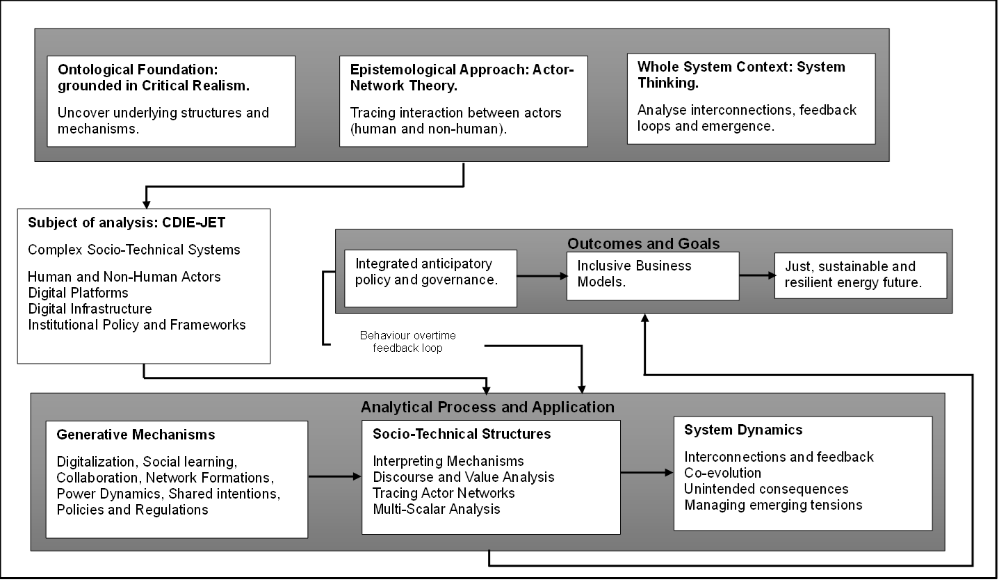 Ontological Foundation:
grounded in Critical Realism.
Uncover underlying structures and
mechanisms.
Epistemological Approach: Actor-
Network Theory.
Tracing interaction between actors
(human and non-human).
Whole System Context: System
Thinking.
Analyse interconnections, feedback
loops and emergence.
Subject of analysis: CDIE-JET
Complex Socio-Technical Systems
Human and Non-Human Actors
Digital Platforms
Digital Infrastructure
Institutional Policy and Frameworks
Outcomes and Goals
Integrated anticipatory
policy and governance.
Inclusive Business
Models.
Just, sustainable and
resilient energy future.
Behaviour overtime
feedback loop
Analytical Process and Application
Generative Mechanisms
Digitalization, Social learning,
Collaboration, Network Formations,
Power Dynamics, Shared intentions,
Policies and Regulations
Socio-Technical Structures
Interpreting Mechanisms
Discourse and Value Analysis
Tracing Actor Networks
Multi-Scalar Analysis
System Dynamics
Interconnections and feedback
Co-evolution
Unintended consequences
Managing emerging tensions